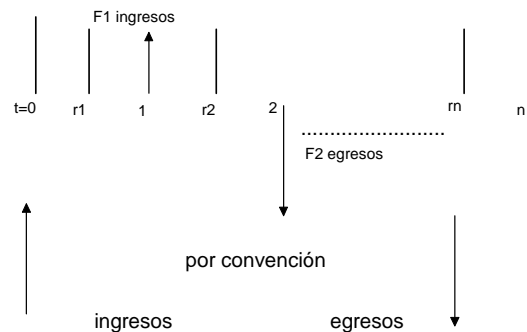 F1 ingresos
t=0 r1 1 r2 2 rn n
F2 egresos
por convención
ingresos egresos